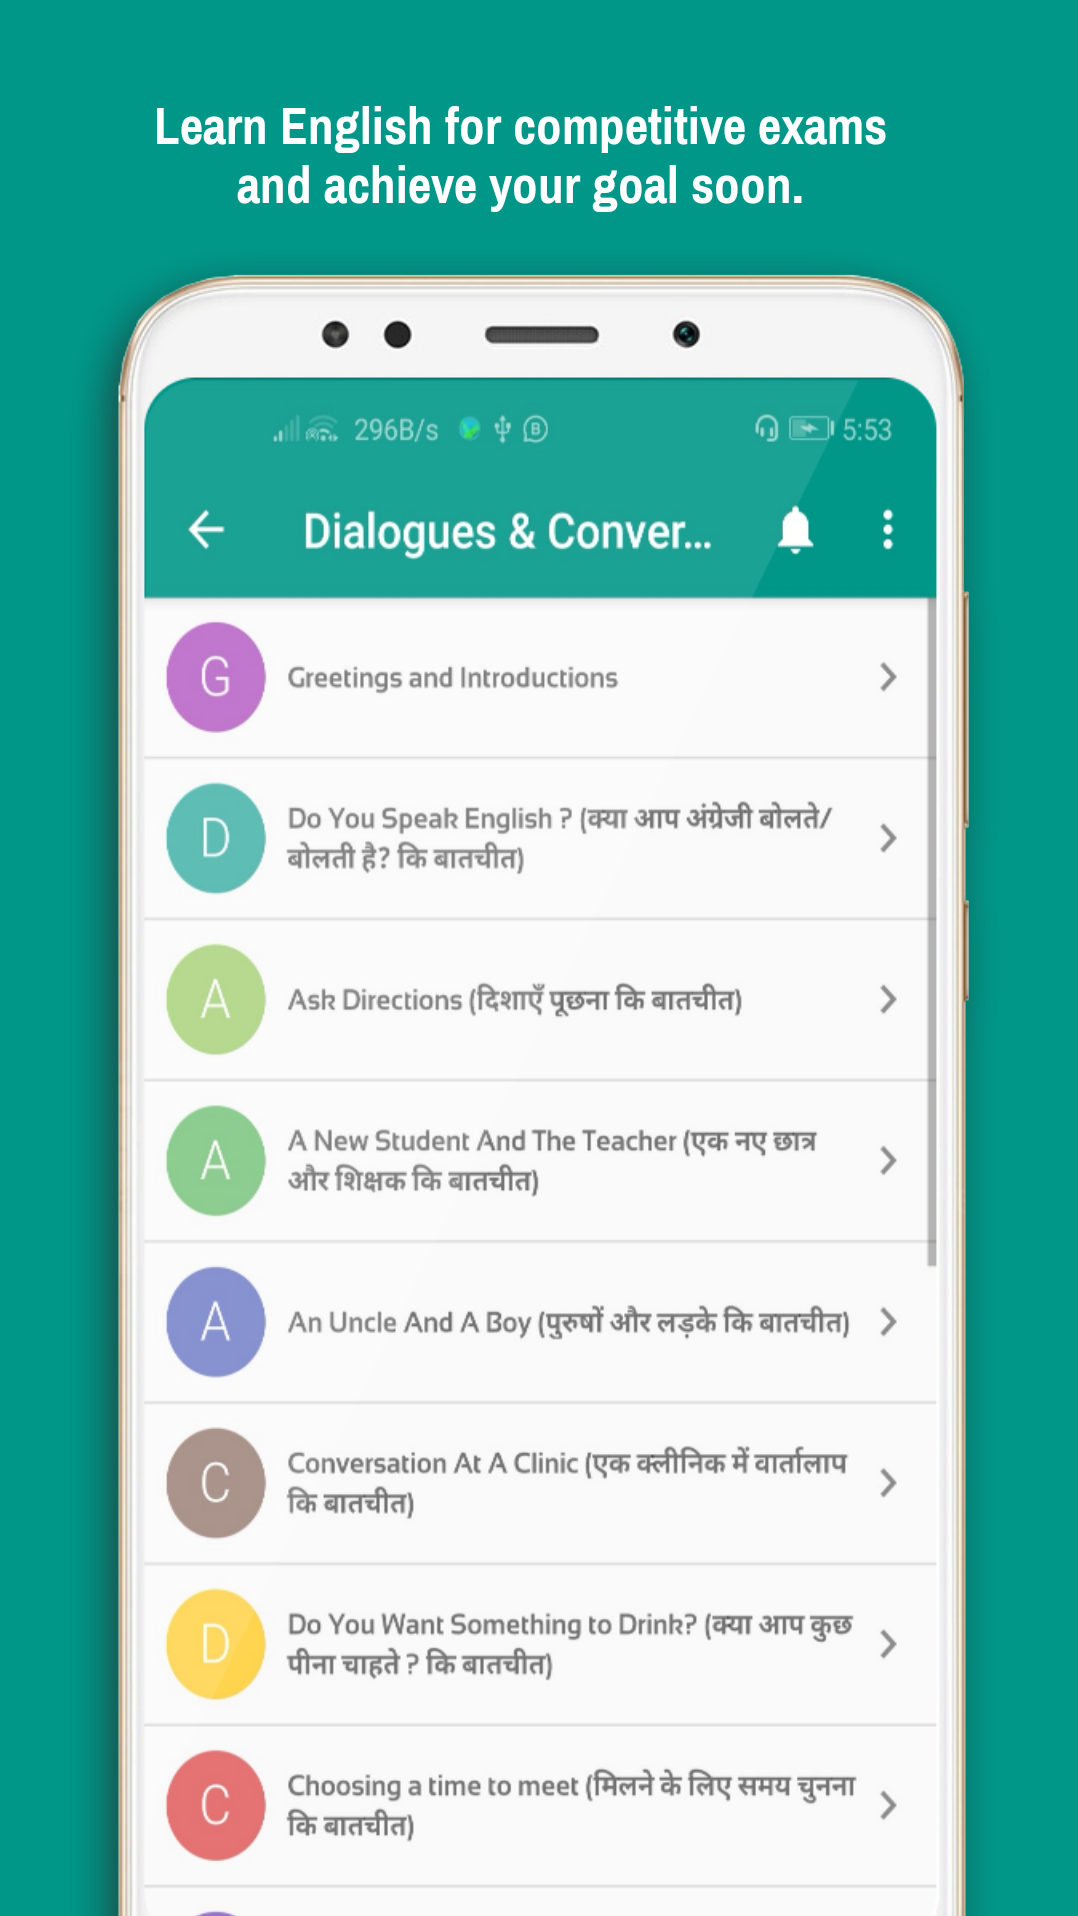 Learn English for competitive exams
and achieve your goal soon.
296B/s B 5:53
Dialogues & Conver...
G Greetings and Introductions
D Do You Speak English ? (क्या आप अंग्रेजी बोलते/
बोलती है? कि बातचीत)
A Ask Directions (दिशाएँ पूछना कि बातचीत)
A A New Student And The Teacher (एक नए छात्र
और शिक्षक कि बातचीत)
A An Uncle And A Boy (पुरुषों और लड़के कि बातचीत)
C Conversation At A Clinic (एक क्लीनिक में वार्तालाप
कि बातचीत)
D Do You Want Something to Drink? (क्या आप कुछ
पीना चाहते ? कि बातचीत)
C Choosing a time to meet (मिलने के लिए समय चुनना
कि बातचीत)